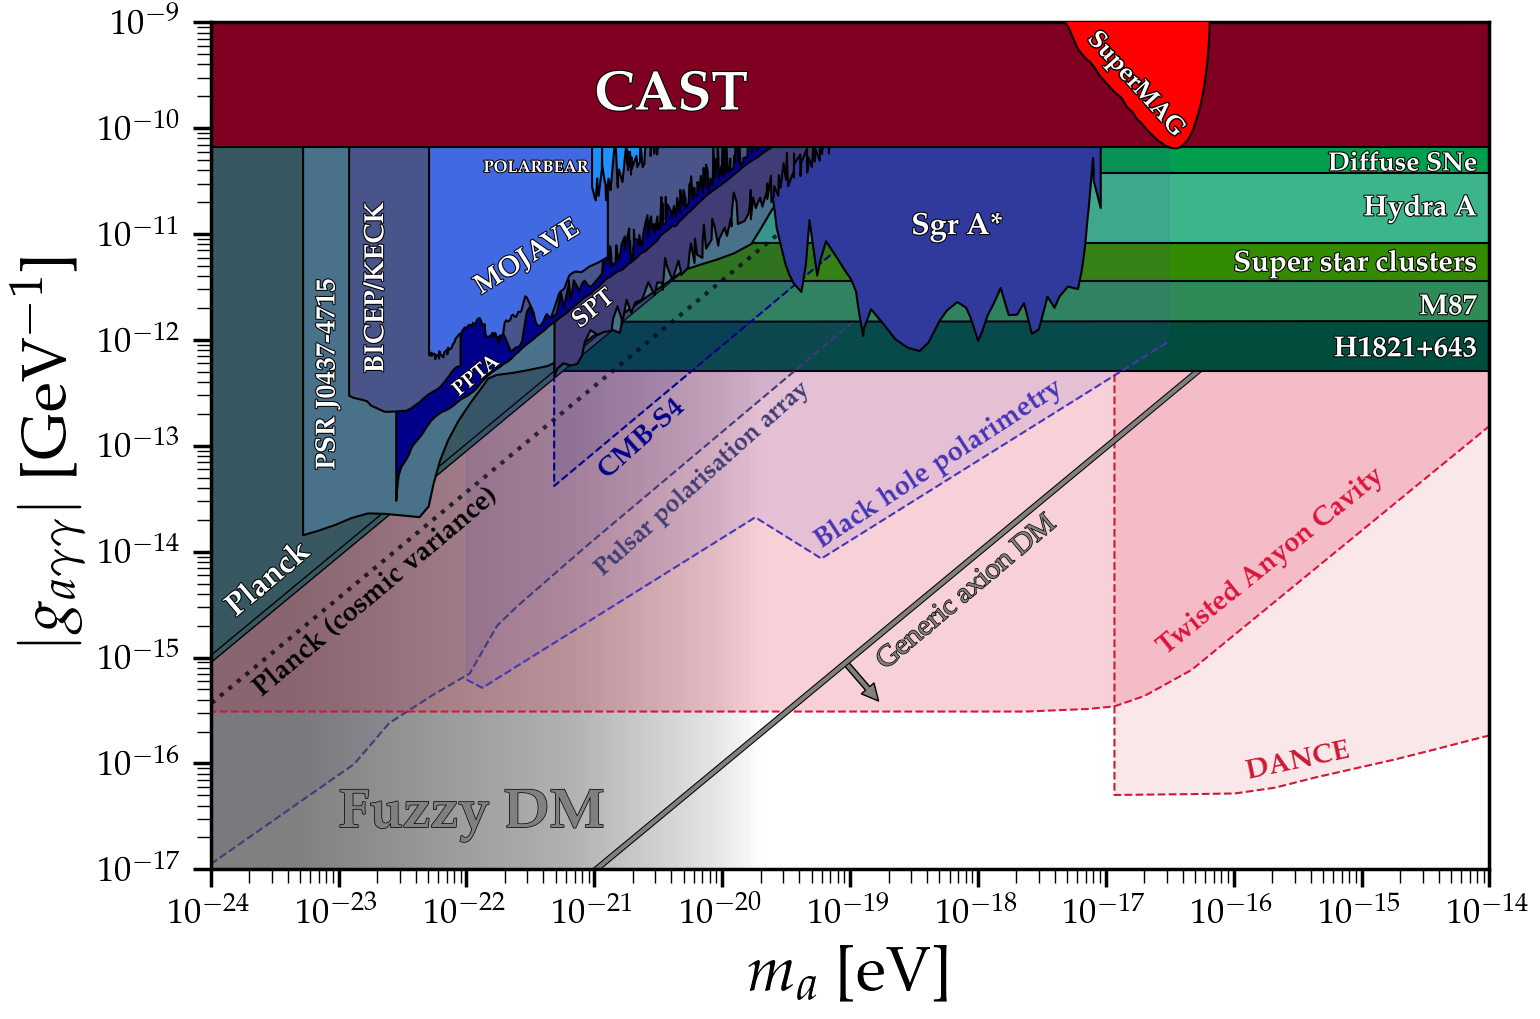 10⁻⁹
10⁻¹⁰
10⁻¹¹
10⁻¹²
10⁻¹³
10⁻¹⁴
10⁻¹⁵
10⁻¹⁶
10⁻¹⁷
|gₐᵧᵧ| [GeV⁻¹]
CAST
SuperMAG
POLARBEAR
Diffuse SNe
Hydra A
Super star clusters
M87
H1821+643
Sgr A*
MOJAVE
BICEP/KECK
PSR J0437-4715
SPT
PPTA
Planck
Planck (cosmic variance)
CMB-S4
Pulsar polarisation array
Black hole polarimetry
Generic axion DM
Twisted Anyon Cavity
DANCE
Fuzzy DM
10⁻²⁴ 10⁻²³ 10⁻²² 10⁻²¹ 10⁻²⁰ 10⁻¹⁹ 10⁻¹⁸ 10⁻¹⁷ 10⁻¹⁶ 10⁻¹⁵ 10⁻¹⁴
mₐ [eV]